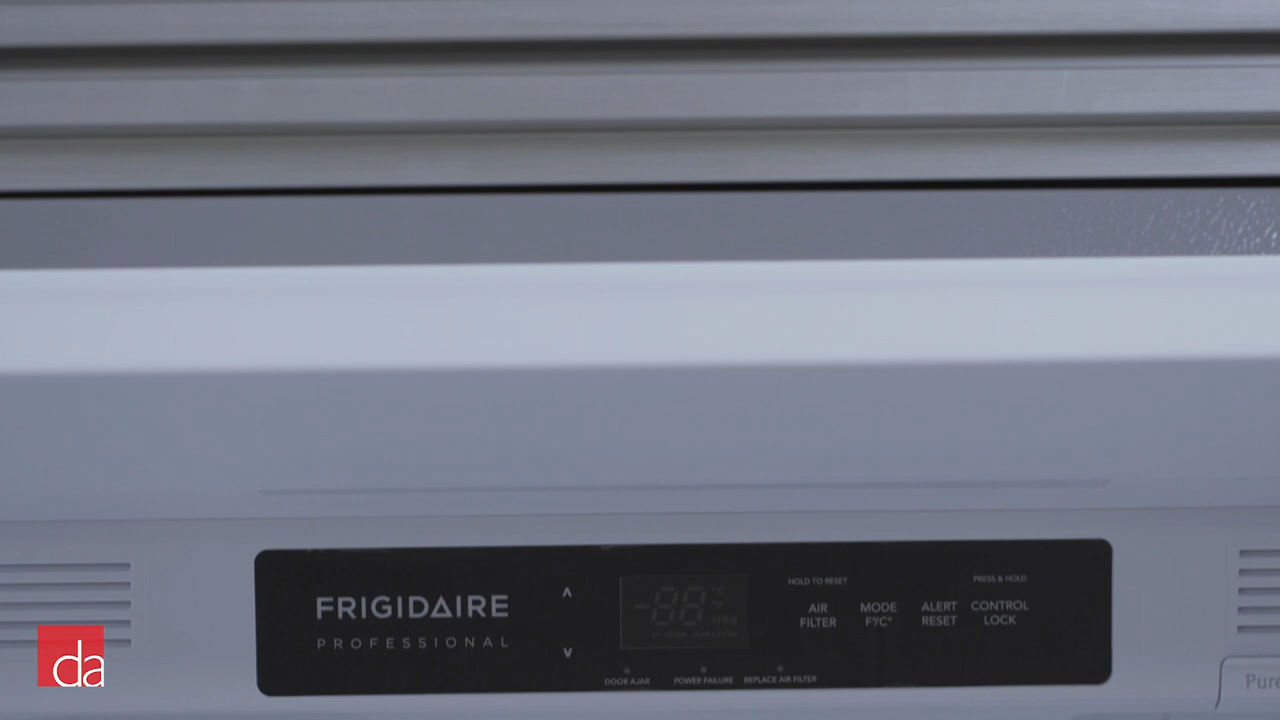 FRIGIDAIRE
PROFESSIONAL
HOLD TO RESET
AIR
FILTER
MODE
F°/C°
ALERT
RESET
PRESS & HOLD
CONTROL
LOCK
DOOR AJAR
POWER FAILURE
REPLACE AIR FILTER
Pure
da